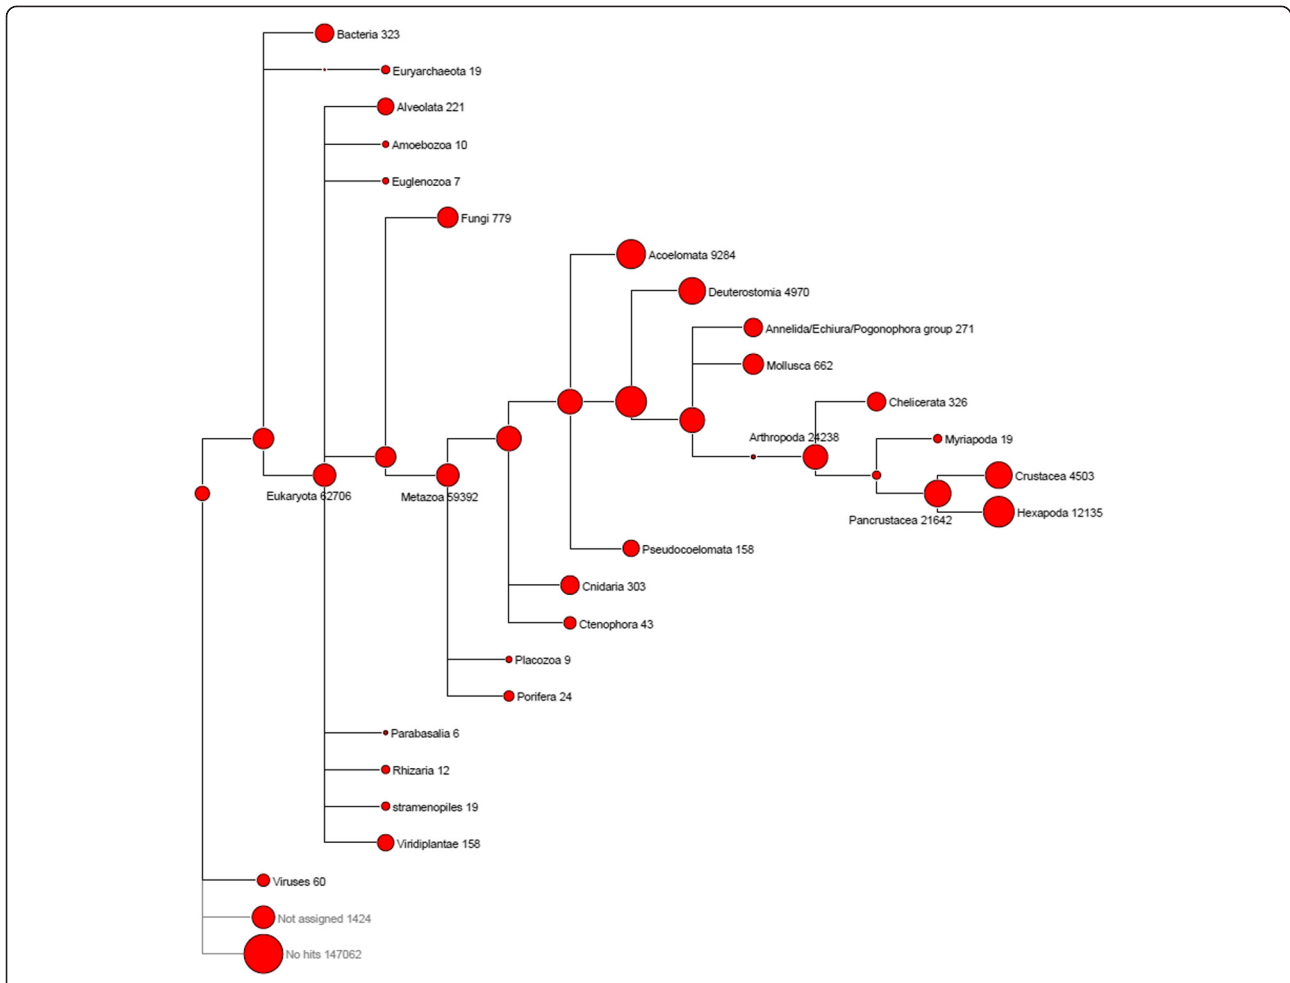 Bacteria 323
Euryarchaeota 19
Alveolata 221
Amoebozoa 10
Euglenozoa 7
Fungi 779
Acoelomata 9284
Deuterostomia 4970
Annelida/Echiura/Pogonophora group 271
Mollusca 662
Chelicerata 326
Arthropoda 24238
Myriapoda 19
Crustacea 4503
Eukaryota 62706
Metazoa 59392
Hexapoda 12135
Pancrustacea 21642
Pseudocoelomata 158
Cnidaria 303
Ctenophora 43
Placozoa 9
Porifera 24
Parabasalia 6
Rhizaria 12
stramenopiles 19
Viridiplantae 158
Viruses 60
Not assigned 1424
No hits 147062